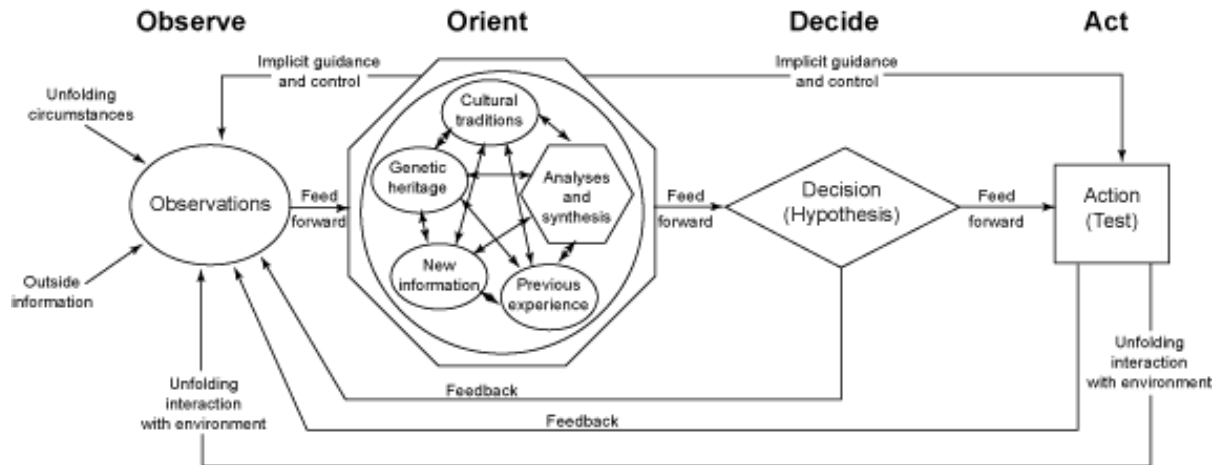 Observe
Orient
Decide
Act
Implicit guidance
and control
Implicit guidance
and control
Unfolding
circumstances
Cultural
traditions
Genetic
heritage
Analyses
and
synthesis
New
information
Previous
experience
Observations
Feed
forward
Feed
forward
Decision
(Hypothesis)
Feed
forward
Action
(Test)
Outside
information
Unfolding
interaction
with environment
Feedback
Feedback
Unfolding
interaction
with environment